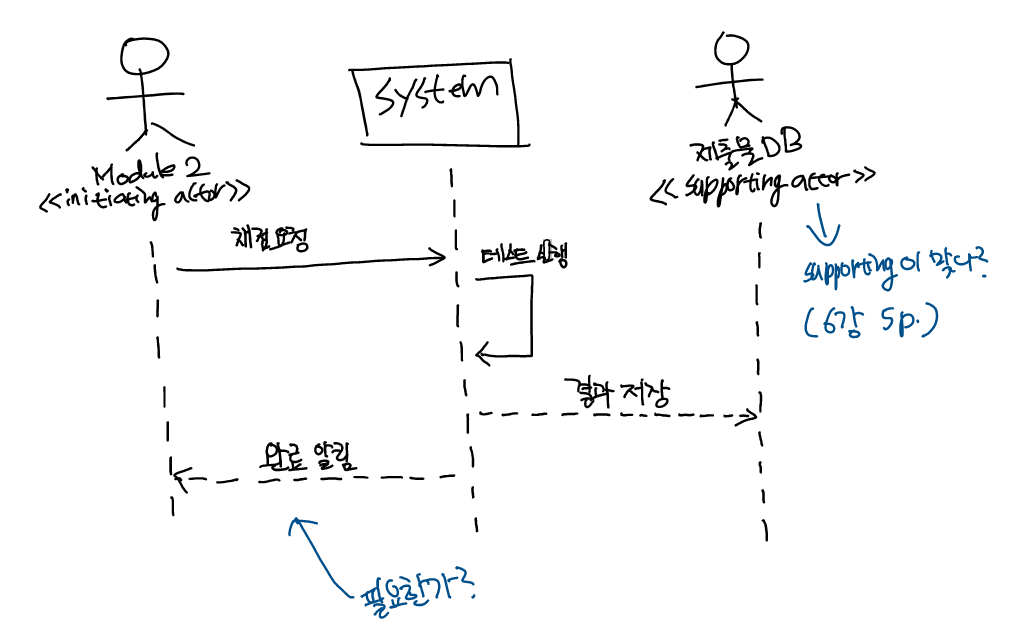 system
Module 2
<<initiating actor>>
제출물DB
<<supporting actor>>
채점요청
테스트 실행
supporting이 맞나?
(6강 5p.)
결과 저장
완료 알림
필요한가?